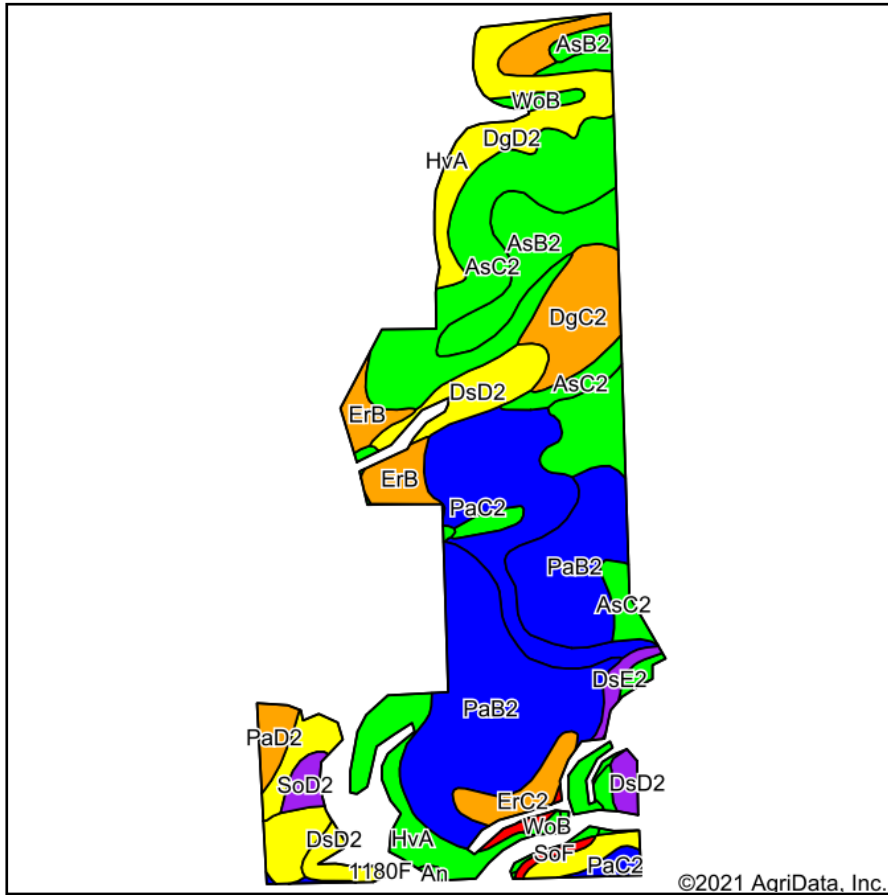 AsB2
WoB
DgD2
HvA
AsB2
AsC2
DgC2
AsC2
DsD2
ErB
ErB
PaC2
PaB2
AsC2
DsE2
PaB2
PaD2
SoD2
DsD2
ErC2
WoB
DsD2
HvA
SoF
PaC2
1180F
An
©2021 AgriData, Inc.